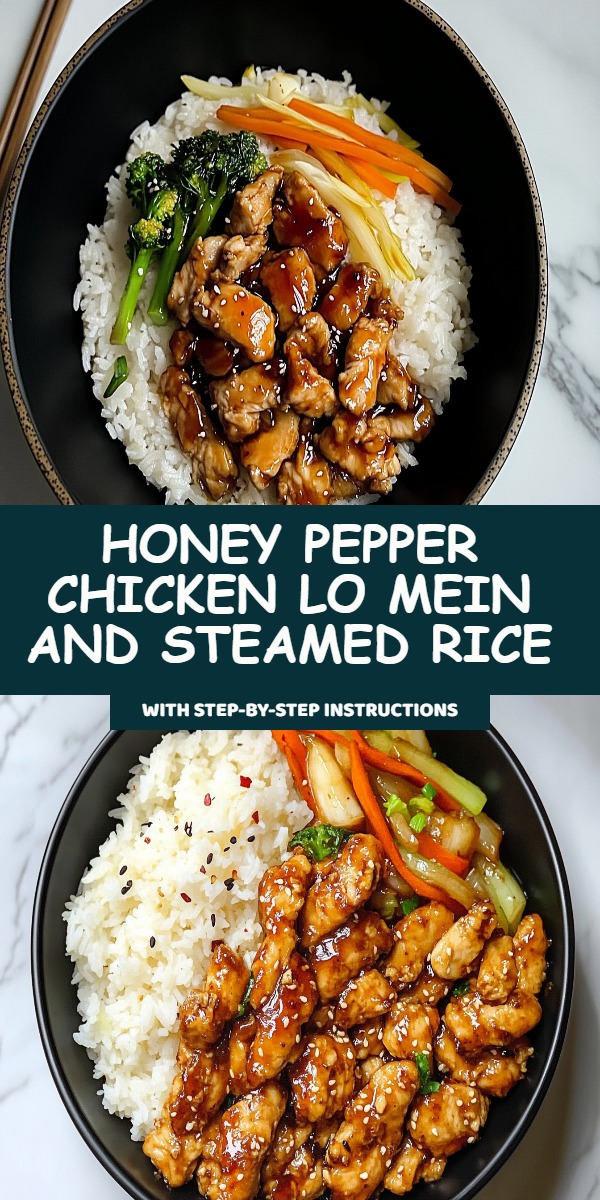 HONEY PEPPER
CHICKEN LO MEIN
AND STEAMED RICE
WITH STEP-BY-STEP INSTRUCTIONS